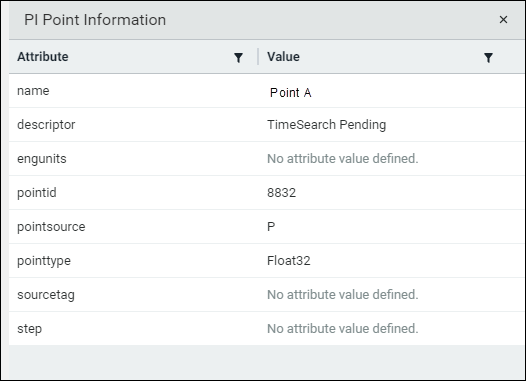 PI Point Information ×
Attribute Value
name Point A
descriptor TimeSearch Pending
engunits No attribute value defined.
pointid 8832
pointsource P
pointtype Float32
sourcetag No attribute value defined.
step No attribute value defined.